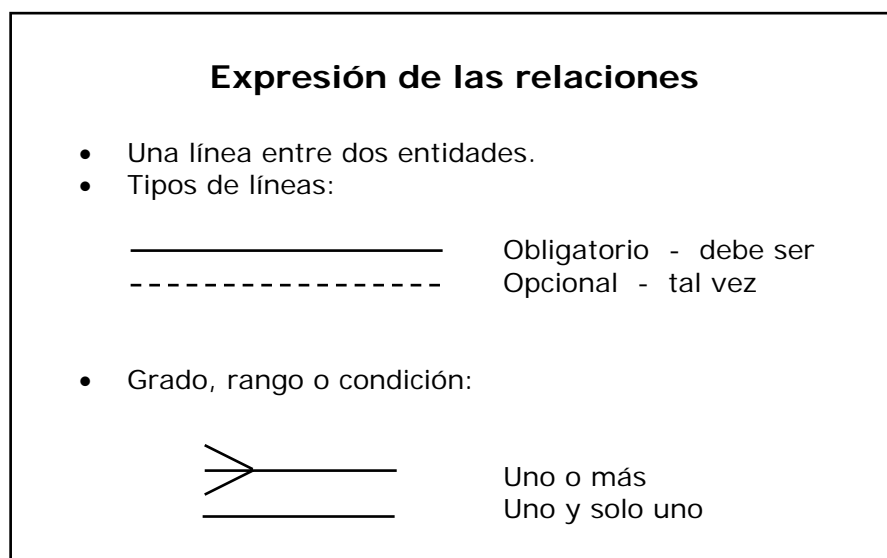 Expresión de las relaciones
• Una línea entre dos entidades.
• Tipos de líneas:
Obligatorio - debe ser
Opcional - tal vez
• Grado, rango o condición:
Uno o más
Uno y solo uno